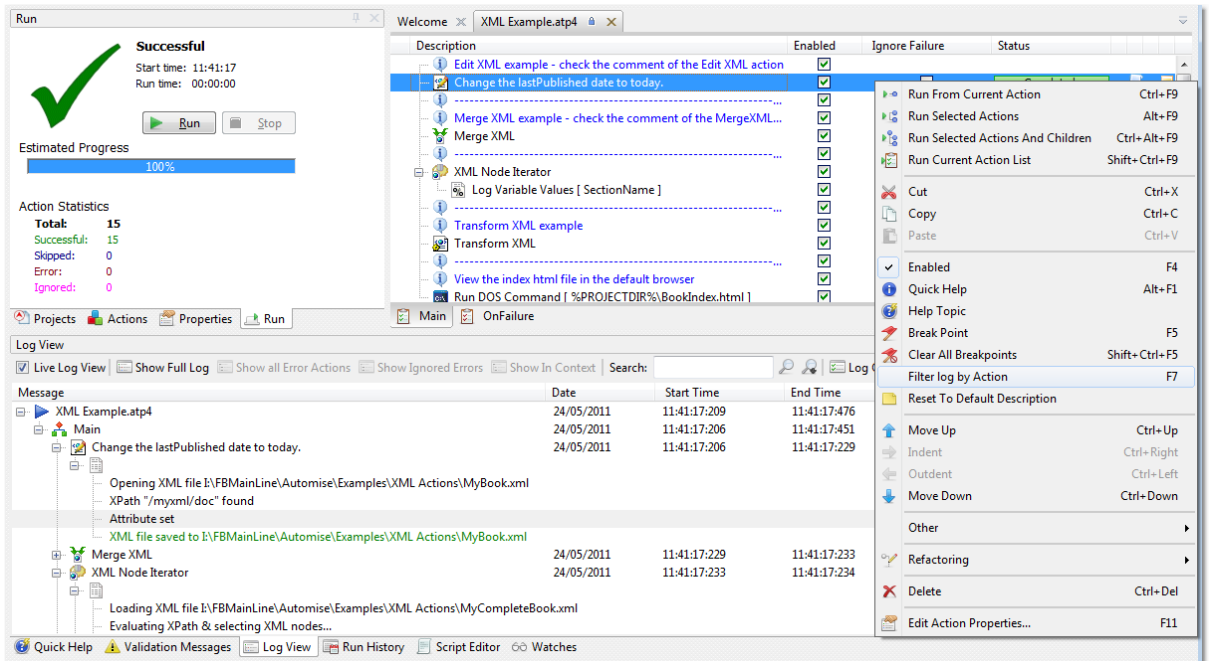 Run
Successful
Start time: 11:41:17
Run time: 00:00:00
Run
Stop
Estimated Progress
100%
Action Statistics
Total: 15
Successful: 15
Skipped: 0
Error: 0
Ignored: 0
Projects Actions Properties Run
Welcome XML Example.atp4
Description Enabled Ignore Failure Status
Edit XML example - check the comment of the Edit XML action
Change the lastPublished date to today.
----------------------------------------------------------------...
Merge XML example - check the comment of the MergeXML...
Merge XML
----------------------------------------------------------------...
XML Node Iterator
Log Variable Values [ SectionName ]
----------------------------------------------------------------...
Transform XML example
Transform XML
----------------------------------------------------------------...
View the index html file in the default browser
Run DOS Command [ %PROJECTDIR%\BookIndex.html ]
Main OnFailure
Run From Current Action Ctrl+F9
Run Selected Actions Alt+F9
Run Selected Actions And Children Ctrl+Alt+F9
Run Current Action List Shift+Ctrl+F9
Cut Ctrl+X
Copy Ctrl+C
Paste Ctrl+V
Enabled F4
Quick Help Alt+F1
Help Topic
Break Point F5
Clear All Breakpoints Shift+Ctrl+F5
Filter log by Action F7
Reset To Default Description
Move Up Ctrl+Up
Indent Ctrl+Right
Outdent Ctrl+Left
Move Down Ctrl+Down
Other
Refactoring
Delete Ctrl+Del
Edit Action Properties... F11
Log View
Live Log View Show Full Log Show all Error Actions Show Ignored Errors Show In Context Search: Log
Message Date Start Time End Time
XML Example.atp4 24/05/2011 11:41:17:209 11:41:17:476
Main 24/05/2011 11:41:17:206 11:41:17:451
Change the lastPublished date to today. 24/05/2011 11:41:17:206 11:41:17:229
Opening XML file I:\FBMainLine\Automise\Examples\XML Actions\MyBook.xml
XPath "/myxml/doc" found
Attribute set
XML file saved to I:\FBMainLine\Automise\Examples\XML Actions\MyBook.xml
Merge XML 24/05/2011 11:41:17:229 11:41:17:233
XML Node Iterator 24/05/2011 11:41:17:233 11:41:17:234
Loading XML file I:\FBMainLine\Automise\Examples\XML Actions\MyCompleteBook.xml
Evaluating XPath & selecting XML nodes...
Quick Help Validation Messages Log View Run History Script Editor Watches